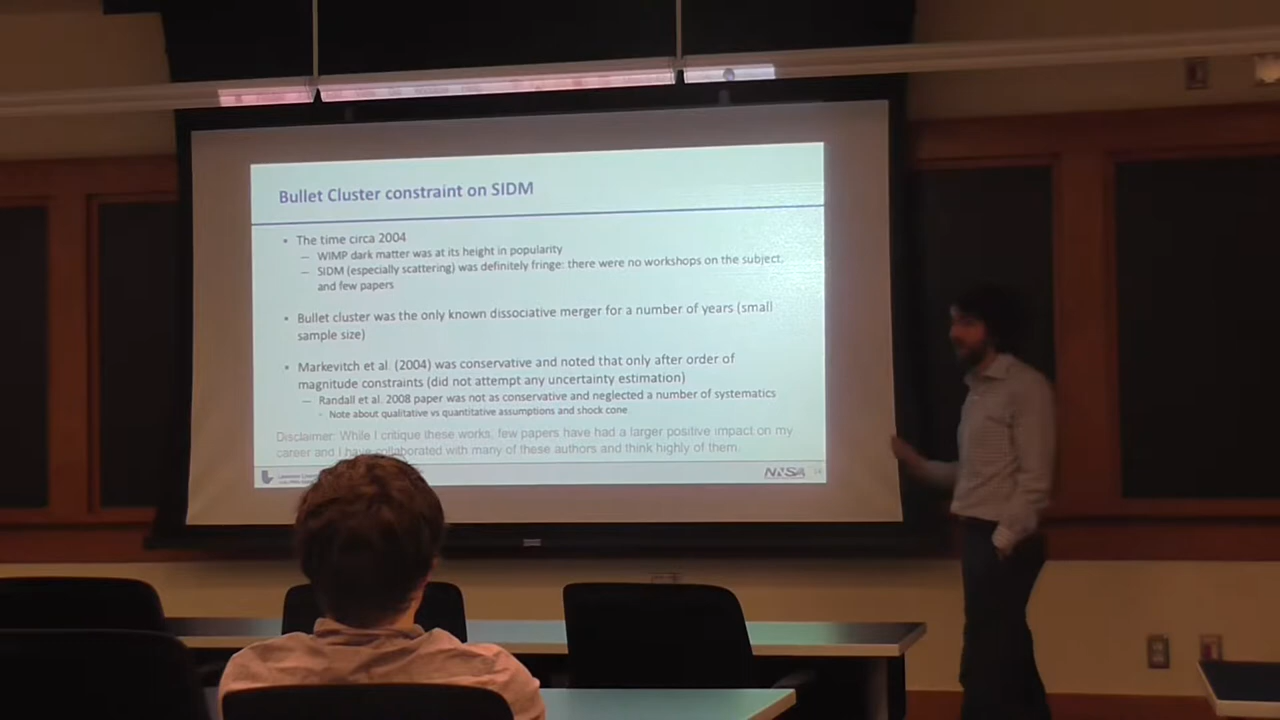 Bullet Cluster constraint on SIDM
▪ The time circa 2004
— WIMP dark matter was at its height in popularity
— SIDM (especially scattering) was definitely fringe: there were no workshops on the subject,
and few papers
▪ Bullet cluster was the only known dissociative merger for a number of years (small
sample size)
▪ Markevitch et al. (2004) was conservative and noted that only after order of
magnitude constraints (did not attempt any uncertainty estimation)
— Randall et al. 2008 paper was not as conservative and neglected a number of systematics
▫ Note about qualitative vs quantitative assumptions and shock cone
Disclaimer: While I critique these works, few papers have had a larger positive impact on my
career and I have collaborated with many of these authors and think highly of them.
NNSA